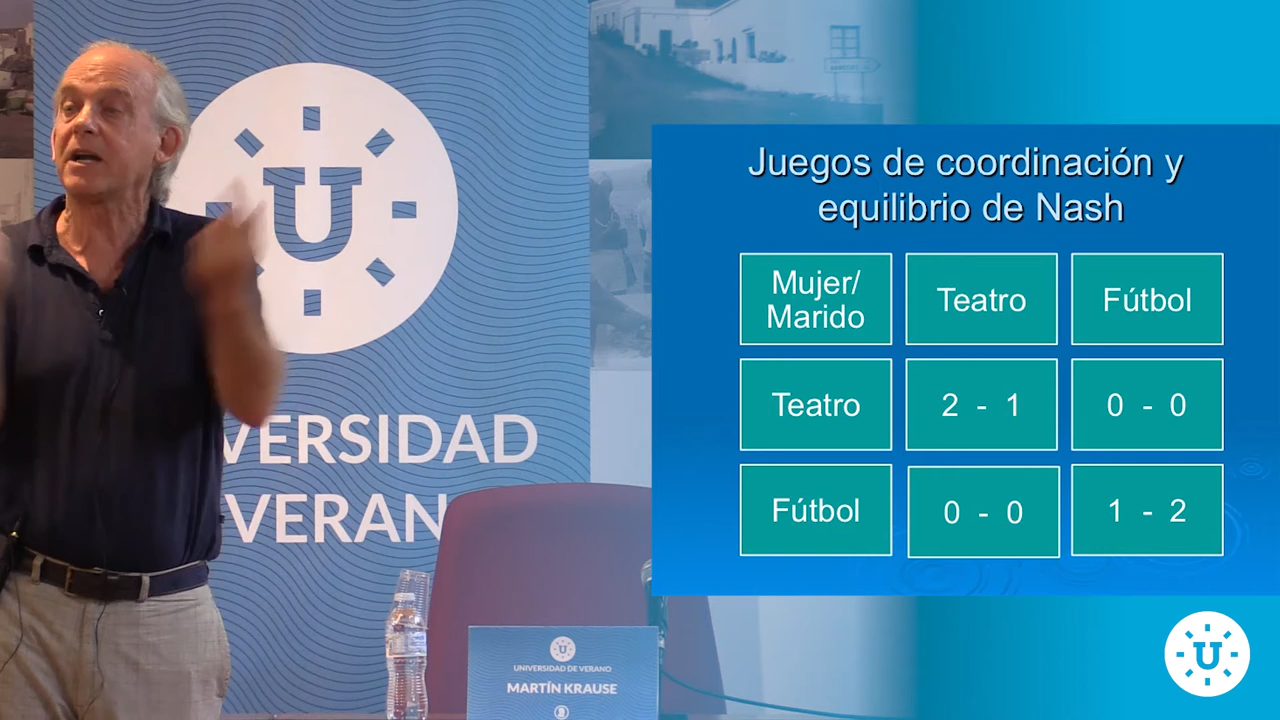 U
VERSIDAD
VERAN
UNIVERSIDAD DE VERANO
MARTÍN KRAUSE
Juegos de coordinación y
equilibrio de Nash
Mujer/
Marido
Teatro
Fútbol
Teatro
2 - 1
0 - 0
Fútbol
0 - 0
1 - 2
U